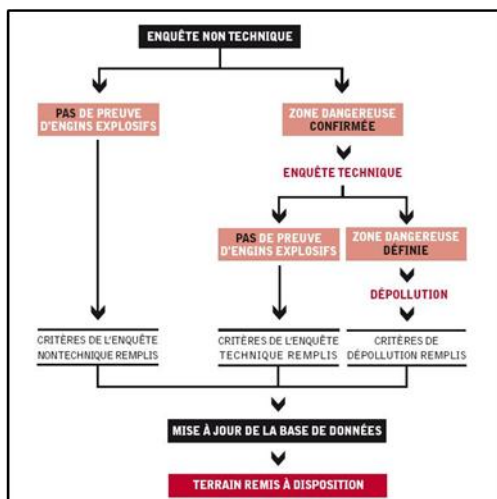 ENQUÊTE NON TECHNIQUE
PAS DE PREUVE
D'ENGINS EXPLOSIFS
ZONE DANGEREUSE
CONFIRMÉE
ENQUÊTE TECHNIQUE
PAS DE PREUVE
D'ENGINS EXPLOSIFS
ZONE DANGEREUSE
DÉFINIE
DÉPOLLUTION
CRITÈRES DE L'ENQUÊTE
NONTECHNIQUE REMPLIS
CRITÈRES DE L'ENQUÊTE
TECHNIQUE REMPLIS
CRITÈRES DE
DÉPOLLUTION REMPLIS
MISE À JOUR DE LA BASE DE DONNÉES
TERRAIN REMIS À DISPOSITION